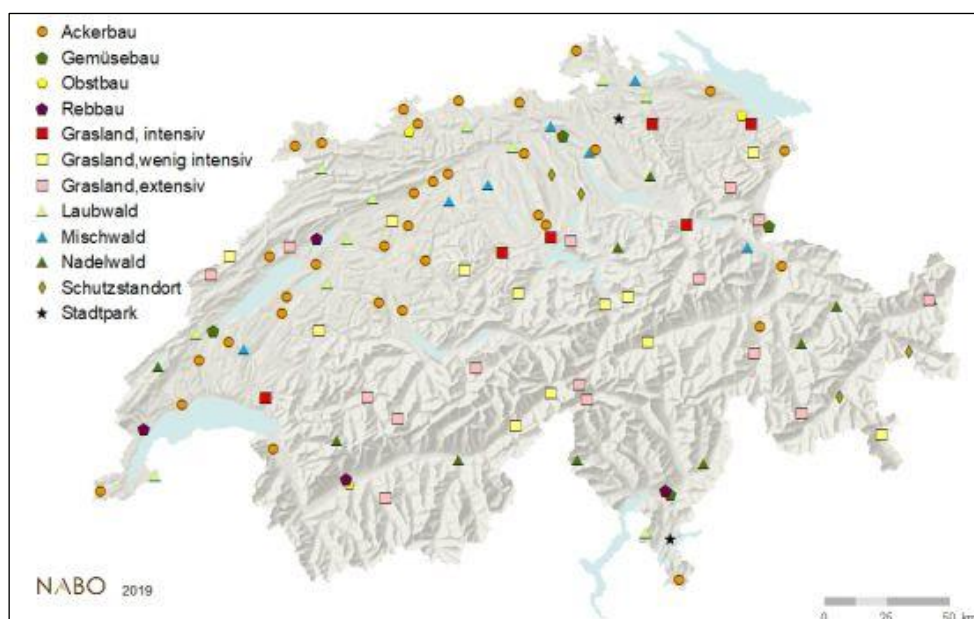 Ackerbau
Gemüsebau
Obstbau
Rebbau
Grasland, intensiv
Grasland,wenig intensiv
Grasland,extensiv
Laubwald
Mischwald
Nadelwald
Schutzstandort
Stadtpark
NABO 2019
0 25 50 km